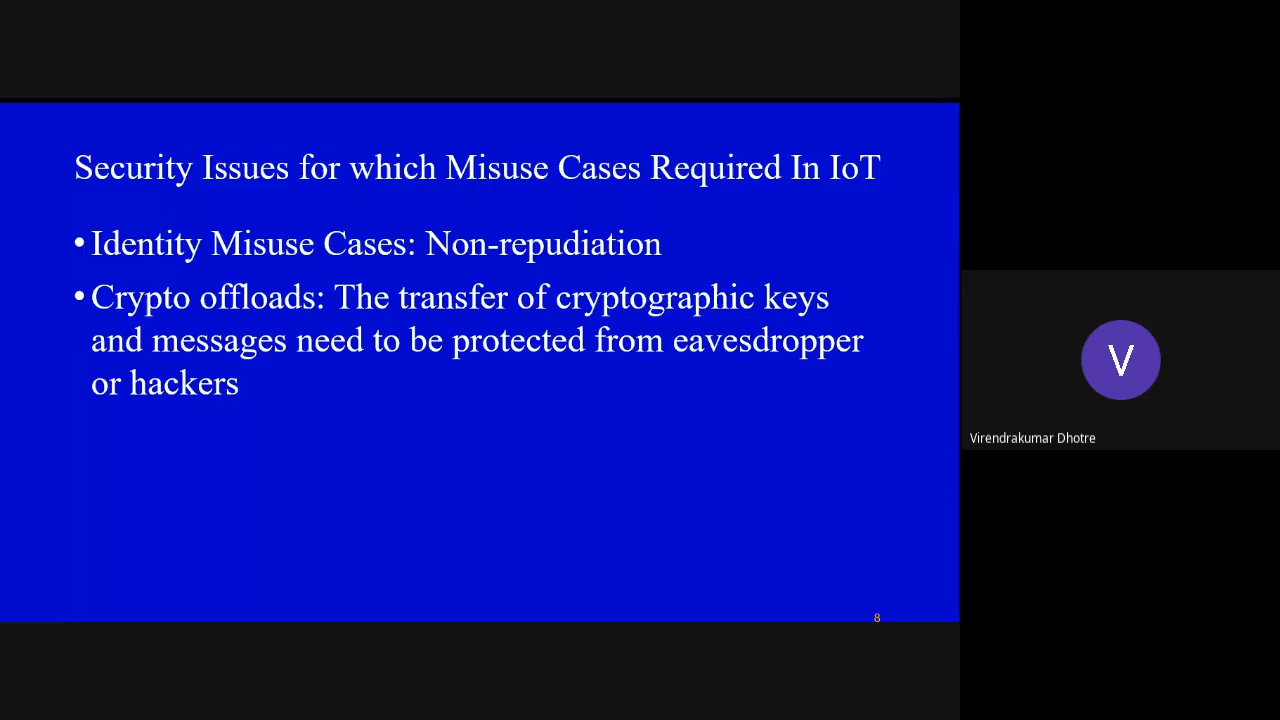 Security Issues for which Misuse Cases Required In IoT
• Identity Misuse Cases: Non-repudiation
• Crypto offloads: The transfer of cryptographic keys
and messages need to be protected from eavesdropper
or hackers
8
V
Virendrakumar Dhotre